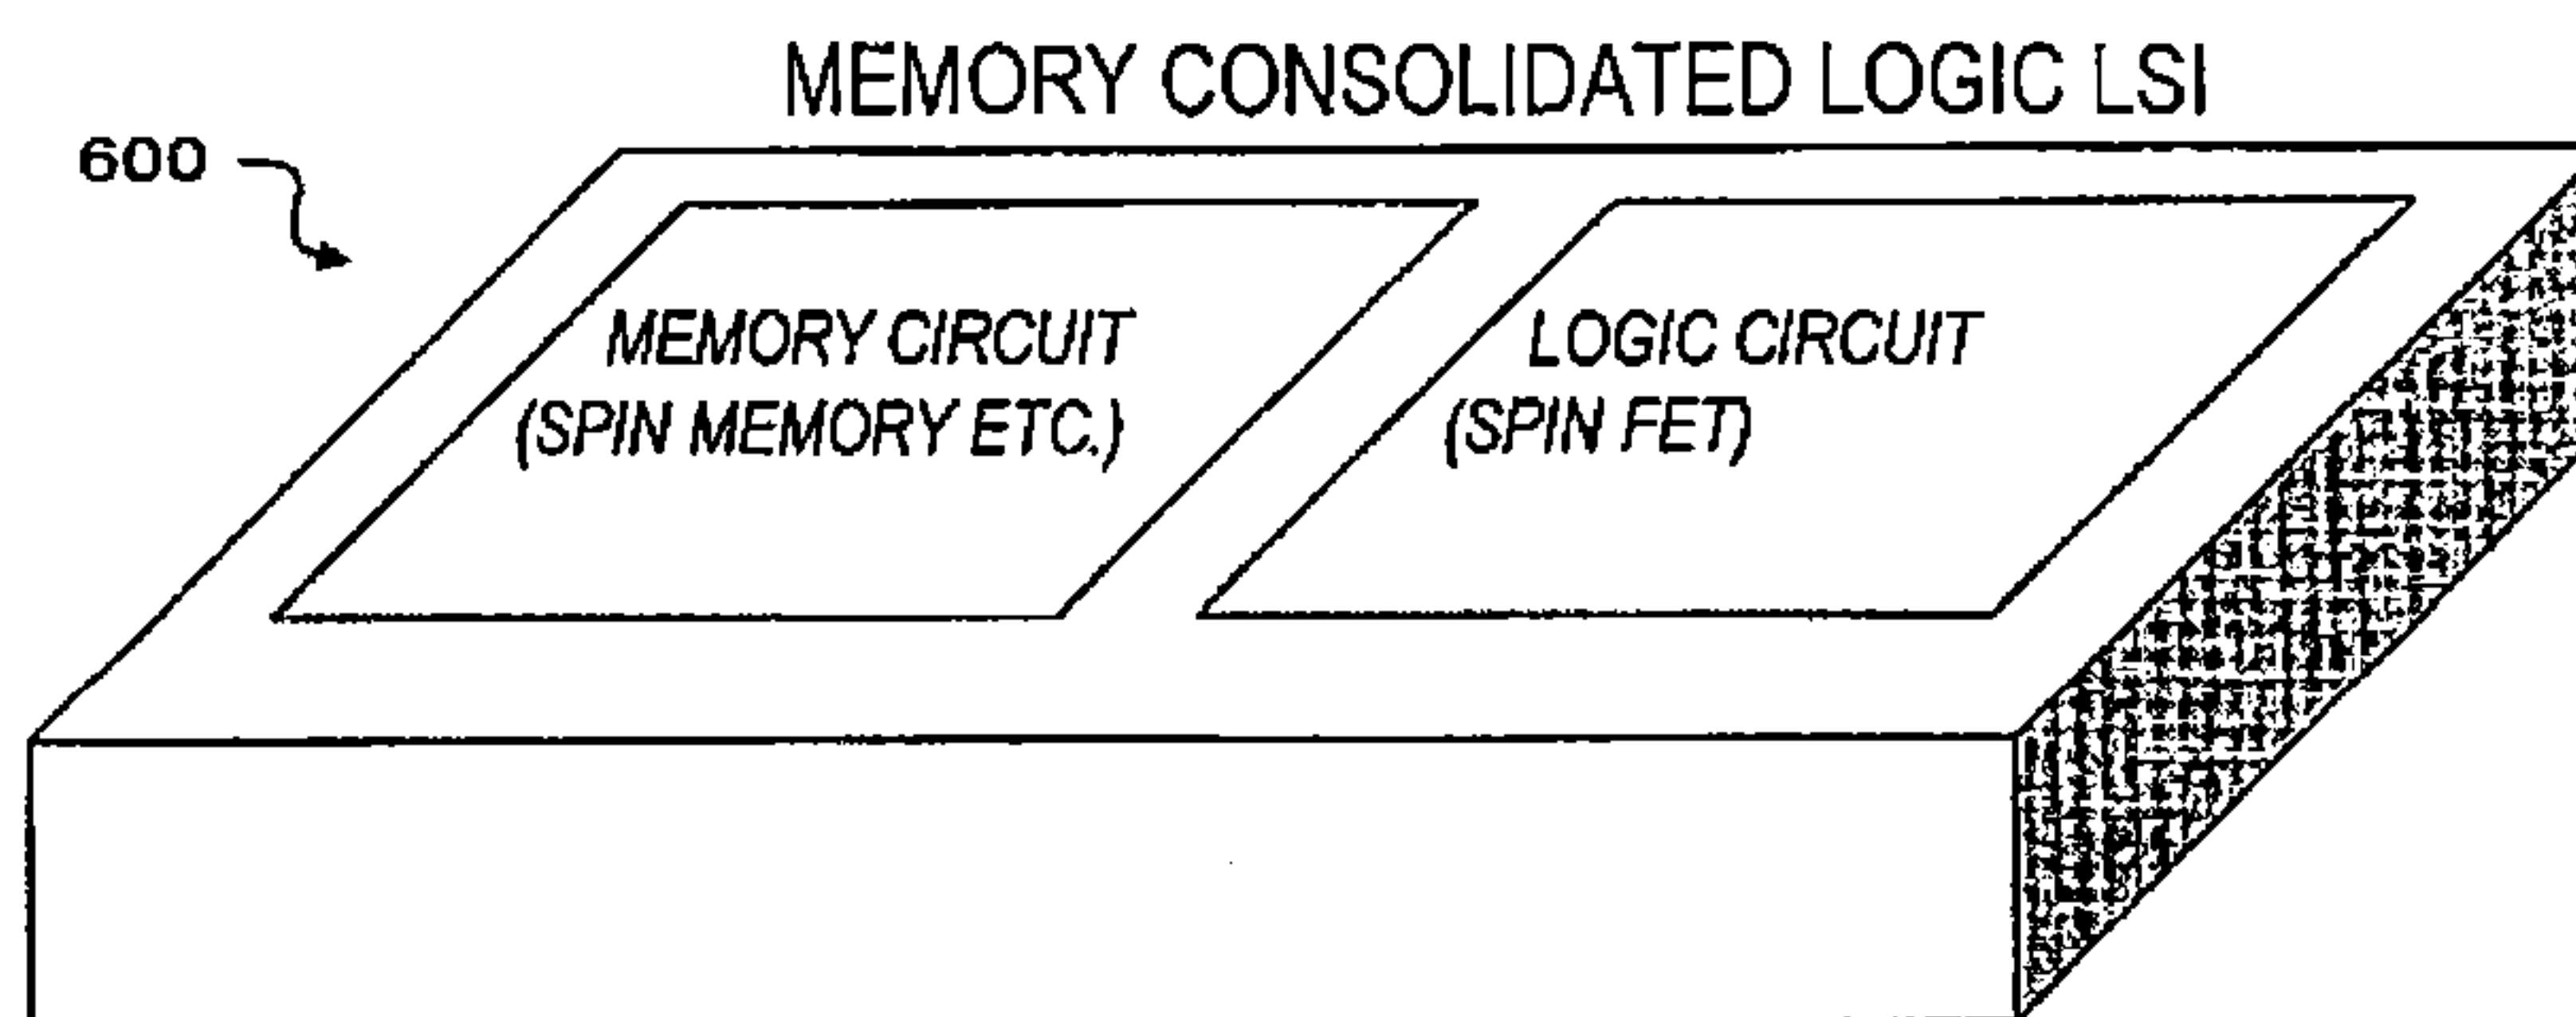 MEMORY CONSOLIDATED LOGIC LSI
600
MEMORY CIRCUIT
(SPIN MEMORY ETC.)
LOGIC CIRCUIT
(SPIN FET)